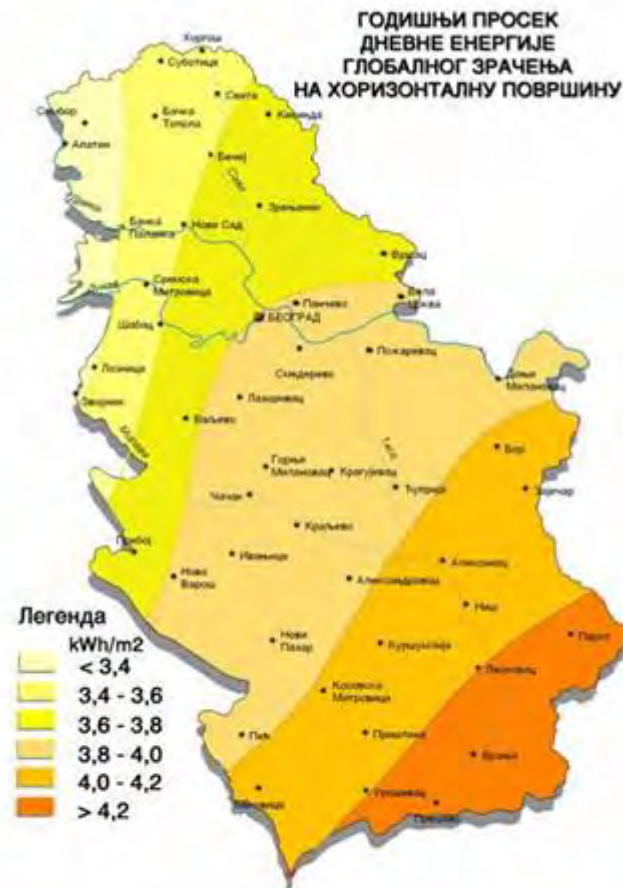 ГОДИШЊИ ПРОСЕК
ДНЕВНЕ ЕНЕРГИЈЕ
ГЛОБАЛНОГ ЗРАЧЕЊА
НА ХОРИЗОНТАЛНУ ПОВРШИНУ
Хоргош
Суботица
Сента
Бачка
Топола
Кикинда
Апатин
Бечеј
Зрењанин
Бачка
Паланка
Нови Сад
Вршац
Сремска
Митровица
Панчево
Бела
Црква
БЕОГРАД
Шабац
Смедерево
Пожаревац
Доњи
Милановац
Лозница
Зворник
Лазаревац
Ваљево
Бор
Горњи
Милановац
Крагујевац
Чачак
Ћуприја
Зајечар
Краљево
Прибој
Ивањица
Нова
Варош
Алексинац
Александровац
Ниш
Легенда
kWh/m2
< 3,4
3,4 - 3,6
3,6 - 3,8
3,8 - 4,0
4,0 - 4,2
> 4,2
Нови
Пазар
Куршумлија
Пирот
Лесковац
Косовска
Митровица
Пећ
Приштина
Врање
Урошевац